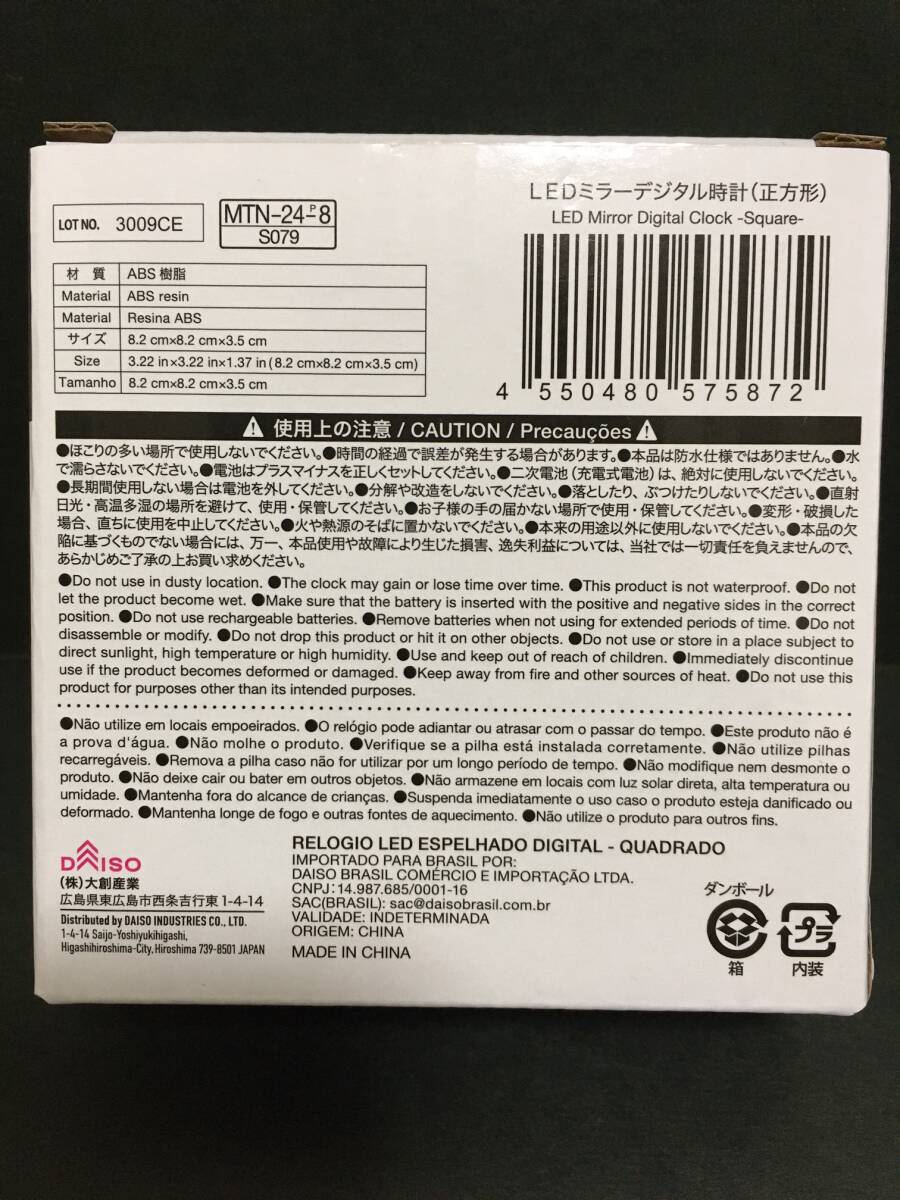 LOT NO. 3009CE
MTN-24-P8
S079
LEDミラーデジタル時計(正方形)
LED Mirror Digital Clock -Square-
4 550480 575872
材 質 ABS 樹脂
Material ABS resin
Material Resina ABS
サイズ 8.2 cm×8.2 cm×3.5 cm
Size 3.22 in×3.22 in×1.37 in (8.2 cm×8.2 cm×3.5 cm)
Tamanho 8.2 cm×8.2 cm×3.5 cm
使用上の注意 / CAUTION / Precauções
●ほこりの多い場所で使用しないでください。●時間の経過で誤差が発生する場合があります。●本品は防水仕様ではありません。●水
で濡らさないでください。●電池はプラスマイナスを正しくセットしてください。●二次電池(充電式電池)は、絶対に使用しないでください。
●長期間使用しない場合は電池を外してください。●分解や改造をしないでください。●落としたり、ぶつけたりしないでください。●直射
日光・高温多湿の場所を避けて、使用・保管してください。●お子様の手の届かない場所で使用・保管してください。●変形・破損した
場合、直ちに使用を中止してください。●火や熱源のそばに置かないでください。●本来の用途以外に使用しないでください。●本品の欠
陥に基づくものでない場合には、万一、本品使用や故障により生じた損害、逸失利益については、当社では一切責任を負えませんので、
あらかじめご了承の上お買い求めください。
●Do not use in dusty location. ●The clock may gain or lose time over time. ●This product is not waterproof. ●Do not
let the product become wet. ●Make sure that the battery is inserted with the positive and negative sides in the correct
position. ●Do not use rechargeable batteries. ●Remove batteries when not using for extended periods of time. ●Do not
disassemble or modify. ●Do not drop this product or hit it on other objects. ●Do not use or store in a place subject to
direct sunlight, high temperature or high humidity. ●Use and keep out of reach of children. ●Immediately discontinue
use if the product becomes deformed or damaged. ●Keep away from fire and other sources of heat. ●Do not use this
product for purposes other than its intended purposes.
●Não utilize em locais empoeirados. ●O relógio pode adiantar ou atrasar com o passar do tempo. ●Este produto não é
a prova d'água. ●Não molhe o produto. ●Verifique se a pilha está instalada corretamente. ●Não utilize pilhas
recarregáveis. ●Remova a pilha caso não for utilizar por um longo período de tempo. ●Não modifique nem desmonte o
produto. ●Não deixe cair ou bater em outros objetos. ●Não armazene em locais com luz solar direta, alta temperatura ou
umidade. ●Mantenha fora do alcance de crianças. ●Suspenda imediatamente o uso caso o produto esteja danificado ou
deformado. ●Mantenha longe de fogo e outras fontes de aquecimento. ●Não utilize o produto para outros fins.
DAISO
(株)大創産業
広島県東広島市西条吉行東1-4-14
Distributed by DAISO INDUSTRIES CO., LTD.
1-4-14 Saijo-Yoshiyukihigashi,
Higashihiroshima-City, Hiroshima 739-8501 JAPAN
RELOGIO LED ESPELHADO DIGITAL - QUADRADO
IMPORTADO PARA BRASIL POR:
DAISO BRASIL COMÉRCIO E IMPORTAÇÃO LTDA.
CNPJ: 14.987.685/0001-16
SAC(BRASIL): sac@daisobrasil.com.br
VALIDADE: INDETERMINADA
ORIGEM: CHINA
MADE IN CHINA
ダンボール
箱
プラ
内装